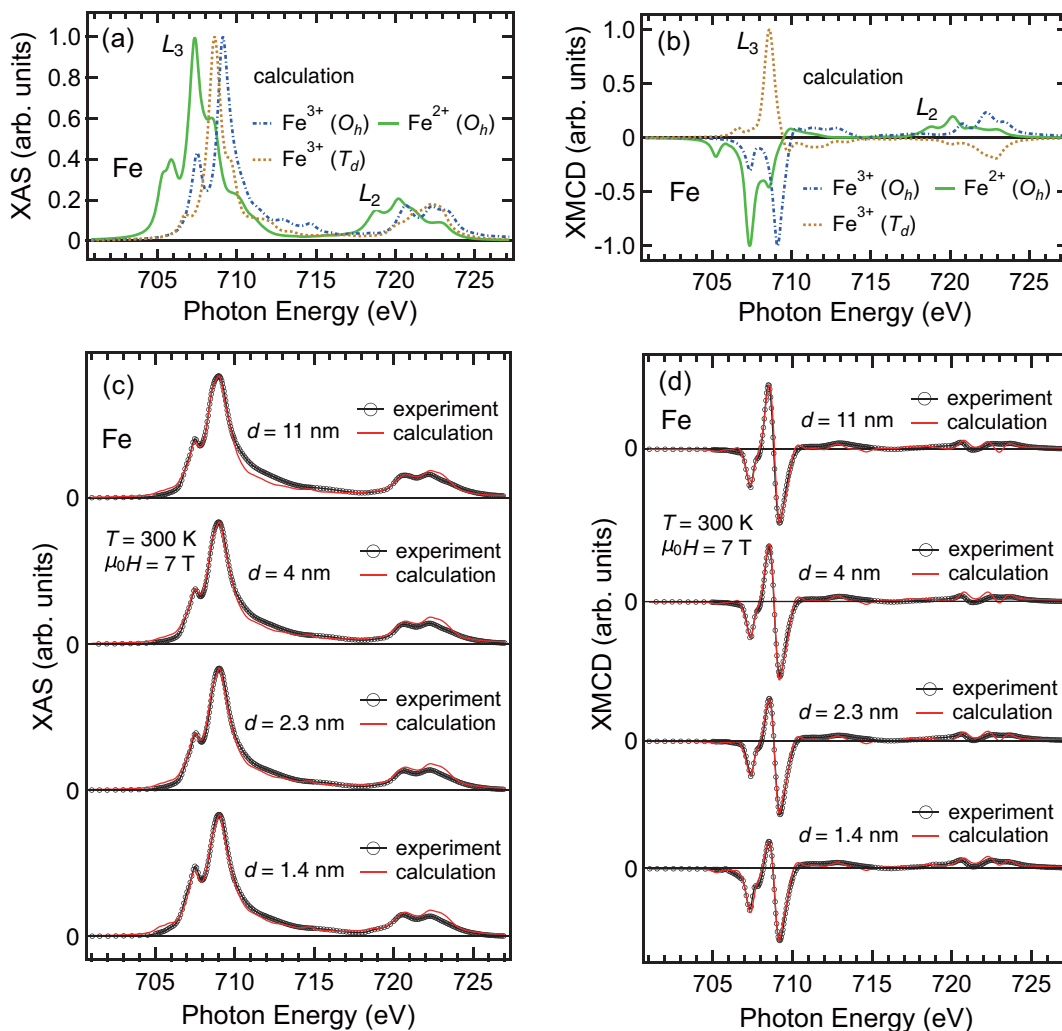 (a)
L3
calculation
Fe3+ (Oh) Fe2+ (Oh)
Fe3+ (Td)
Fe
L2
XAS (arb. units)
1.0
0.8
0.6
0.4
0.2
0
705 710 715 720 725
Photon Energy (eV)
(b)
L3
calculation
L2
Fe
Fe3+ (Oh) Fe2+ (Oh)
Fe3+ (Td)
XMCD (arb. units)
1.0
0.5
0
-0.5
-1.0
705 710 715 720 725
Photon Energy (eV)
(c)
Fe
experiment
calculation
d = 11 nm
0
T = 300 K
μ0H = 7 T
experiment
calculation
d = 4 nm
0
experiment
calculation
d = 2.3 nm
0
experiment
calculation
d = 1.4 nm
0
XAS (arb. units)
705 710 715 720 725
Photon Energy (eV)
(d)
Fe
experiment
calculation
d = 11 nm
0
T = 300 K
μ0H = 7 T
experiment
calculation
d = 4 nm
0
experiment
calculation
d = 2.3 nm
0
experiment
calculation
d = 1.4 nm
0
XMCD (arb. units)
705 710 715 720 725
Photon Energy (eV)